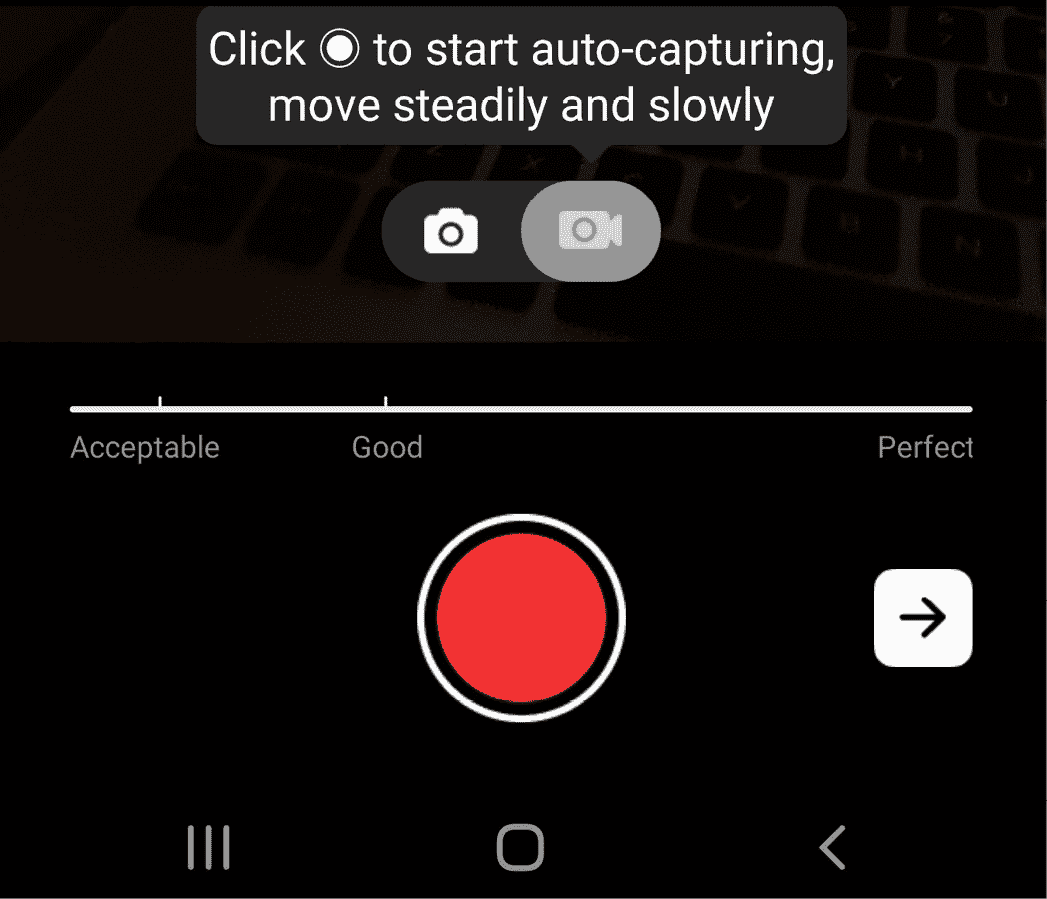 Click ◉ to start auto-capturing,
move steadily and slowly
Y
U
H
J
Z
X
C
V
B
N
Acceptable
Good
Perfect